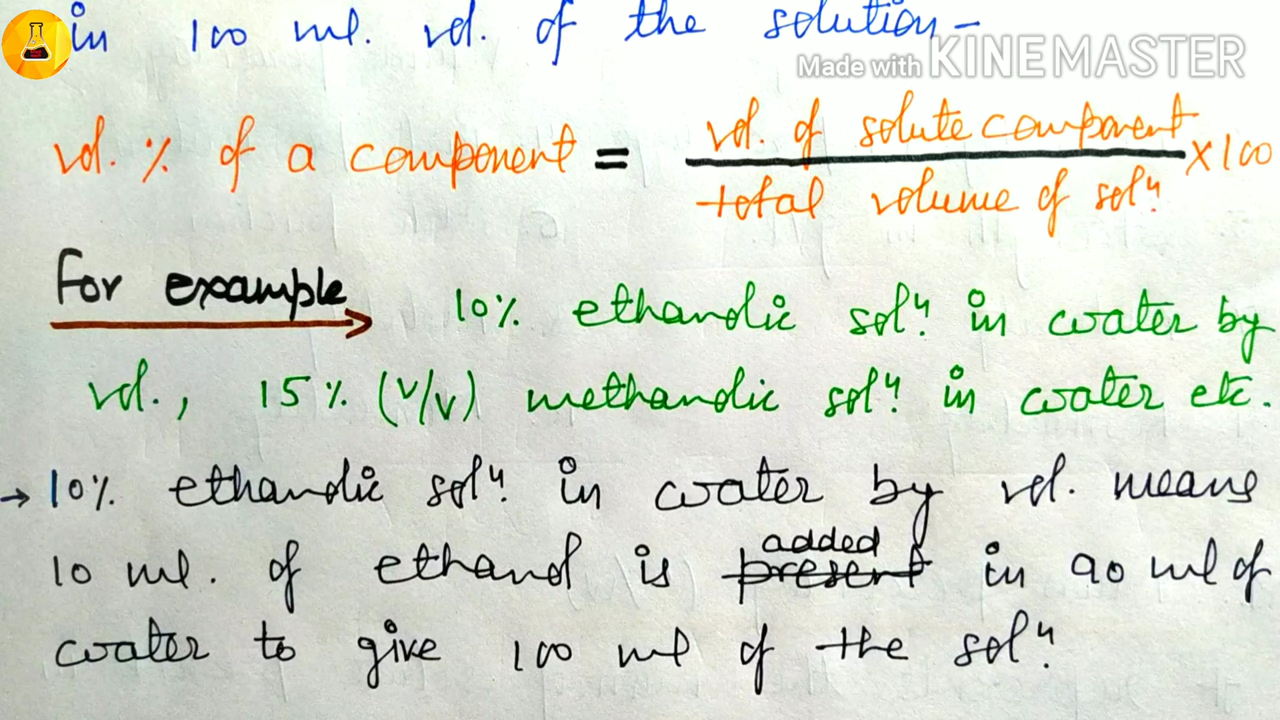 in 100 ml. vol. of the solution -
Made with KINEMASTER
vol. % of a component = vol. of solute component / total volume of solⁿ. × 100
For example
10% ethanolic solⁿ. in water by
vol., 15% (v/v) methanolic solⁿ. in water etc.
→ 10% ethanolic solⁿ. in water by vol. means
added
10 ml. of ethanol is present in 90 ml of
water to give 100 ml of the solⁿ.